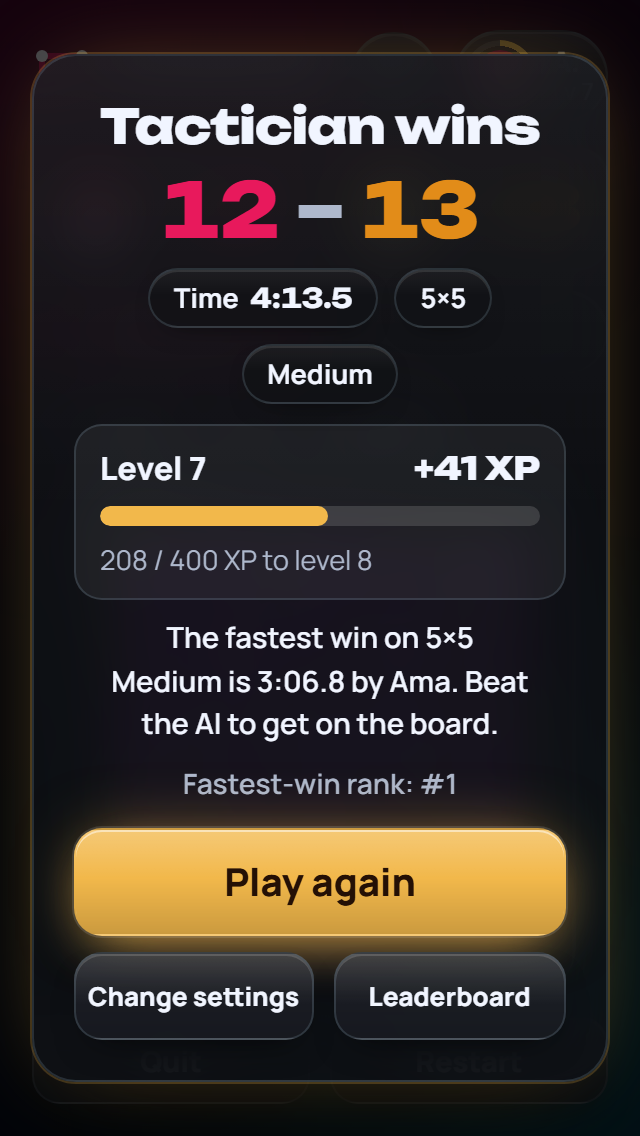 Tactician wins
12 – 13
Time 4:13.5
5×5
Medium
Level 7
+41 XP
208 / 400 XP to level 8
The fastest win on 5×5
Medium is 3:06.8 by Ama. Beat
the AI to get on the board.
Fastest-win rank: #1
Play again
Change settings
Leaderboard
Quit
Restart